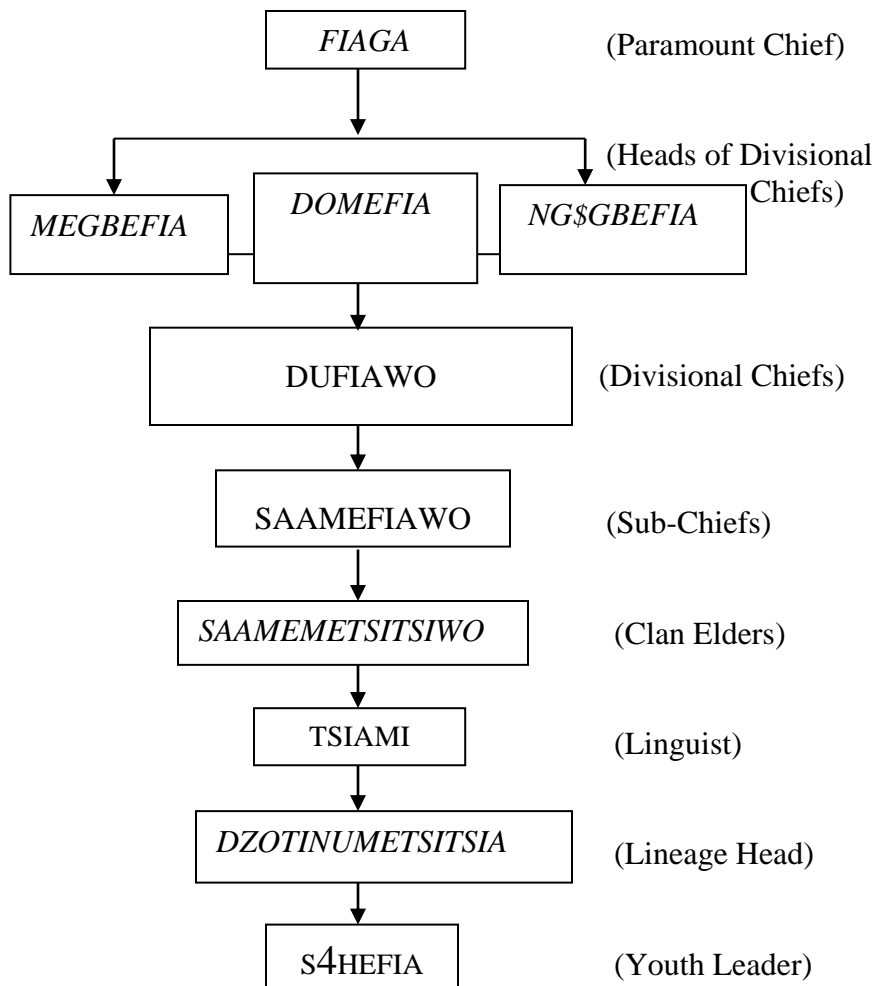 FIAGA (Paramount Chief)
(Heads of Divisional
Chiefs)
MEGBEFIA DOMEFIA NG$GBEFIA
DUFIAWO (Divisional Chiefs)
SAAMEFIAWO (Sub-Chiefs)
SAAMEMETSITSIWO (Clan Elders)
TSIAMI (Linguist)
DZOTINUMETSITSIA (Lineage Head)
S4HEFIA (Youth Leader)